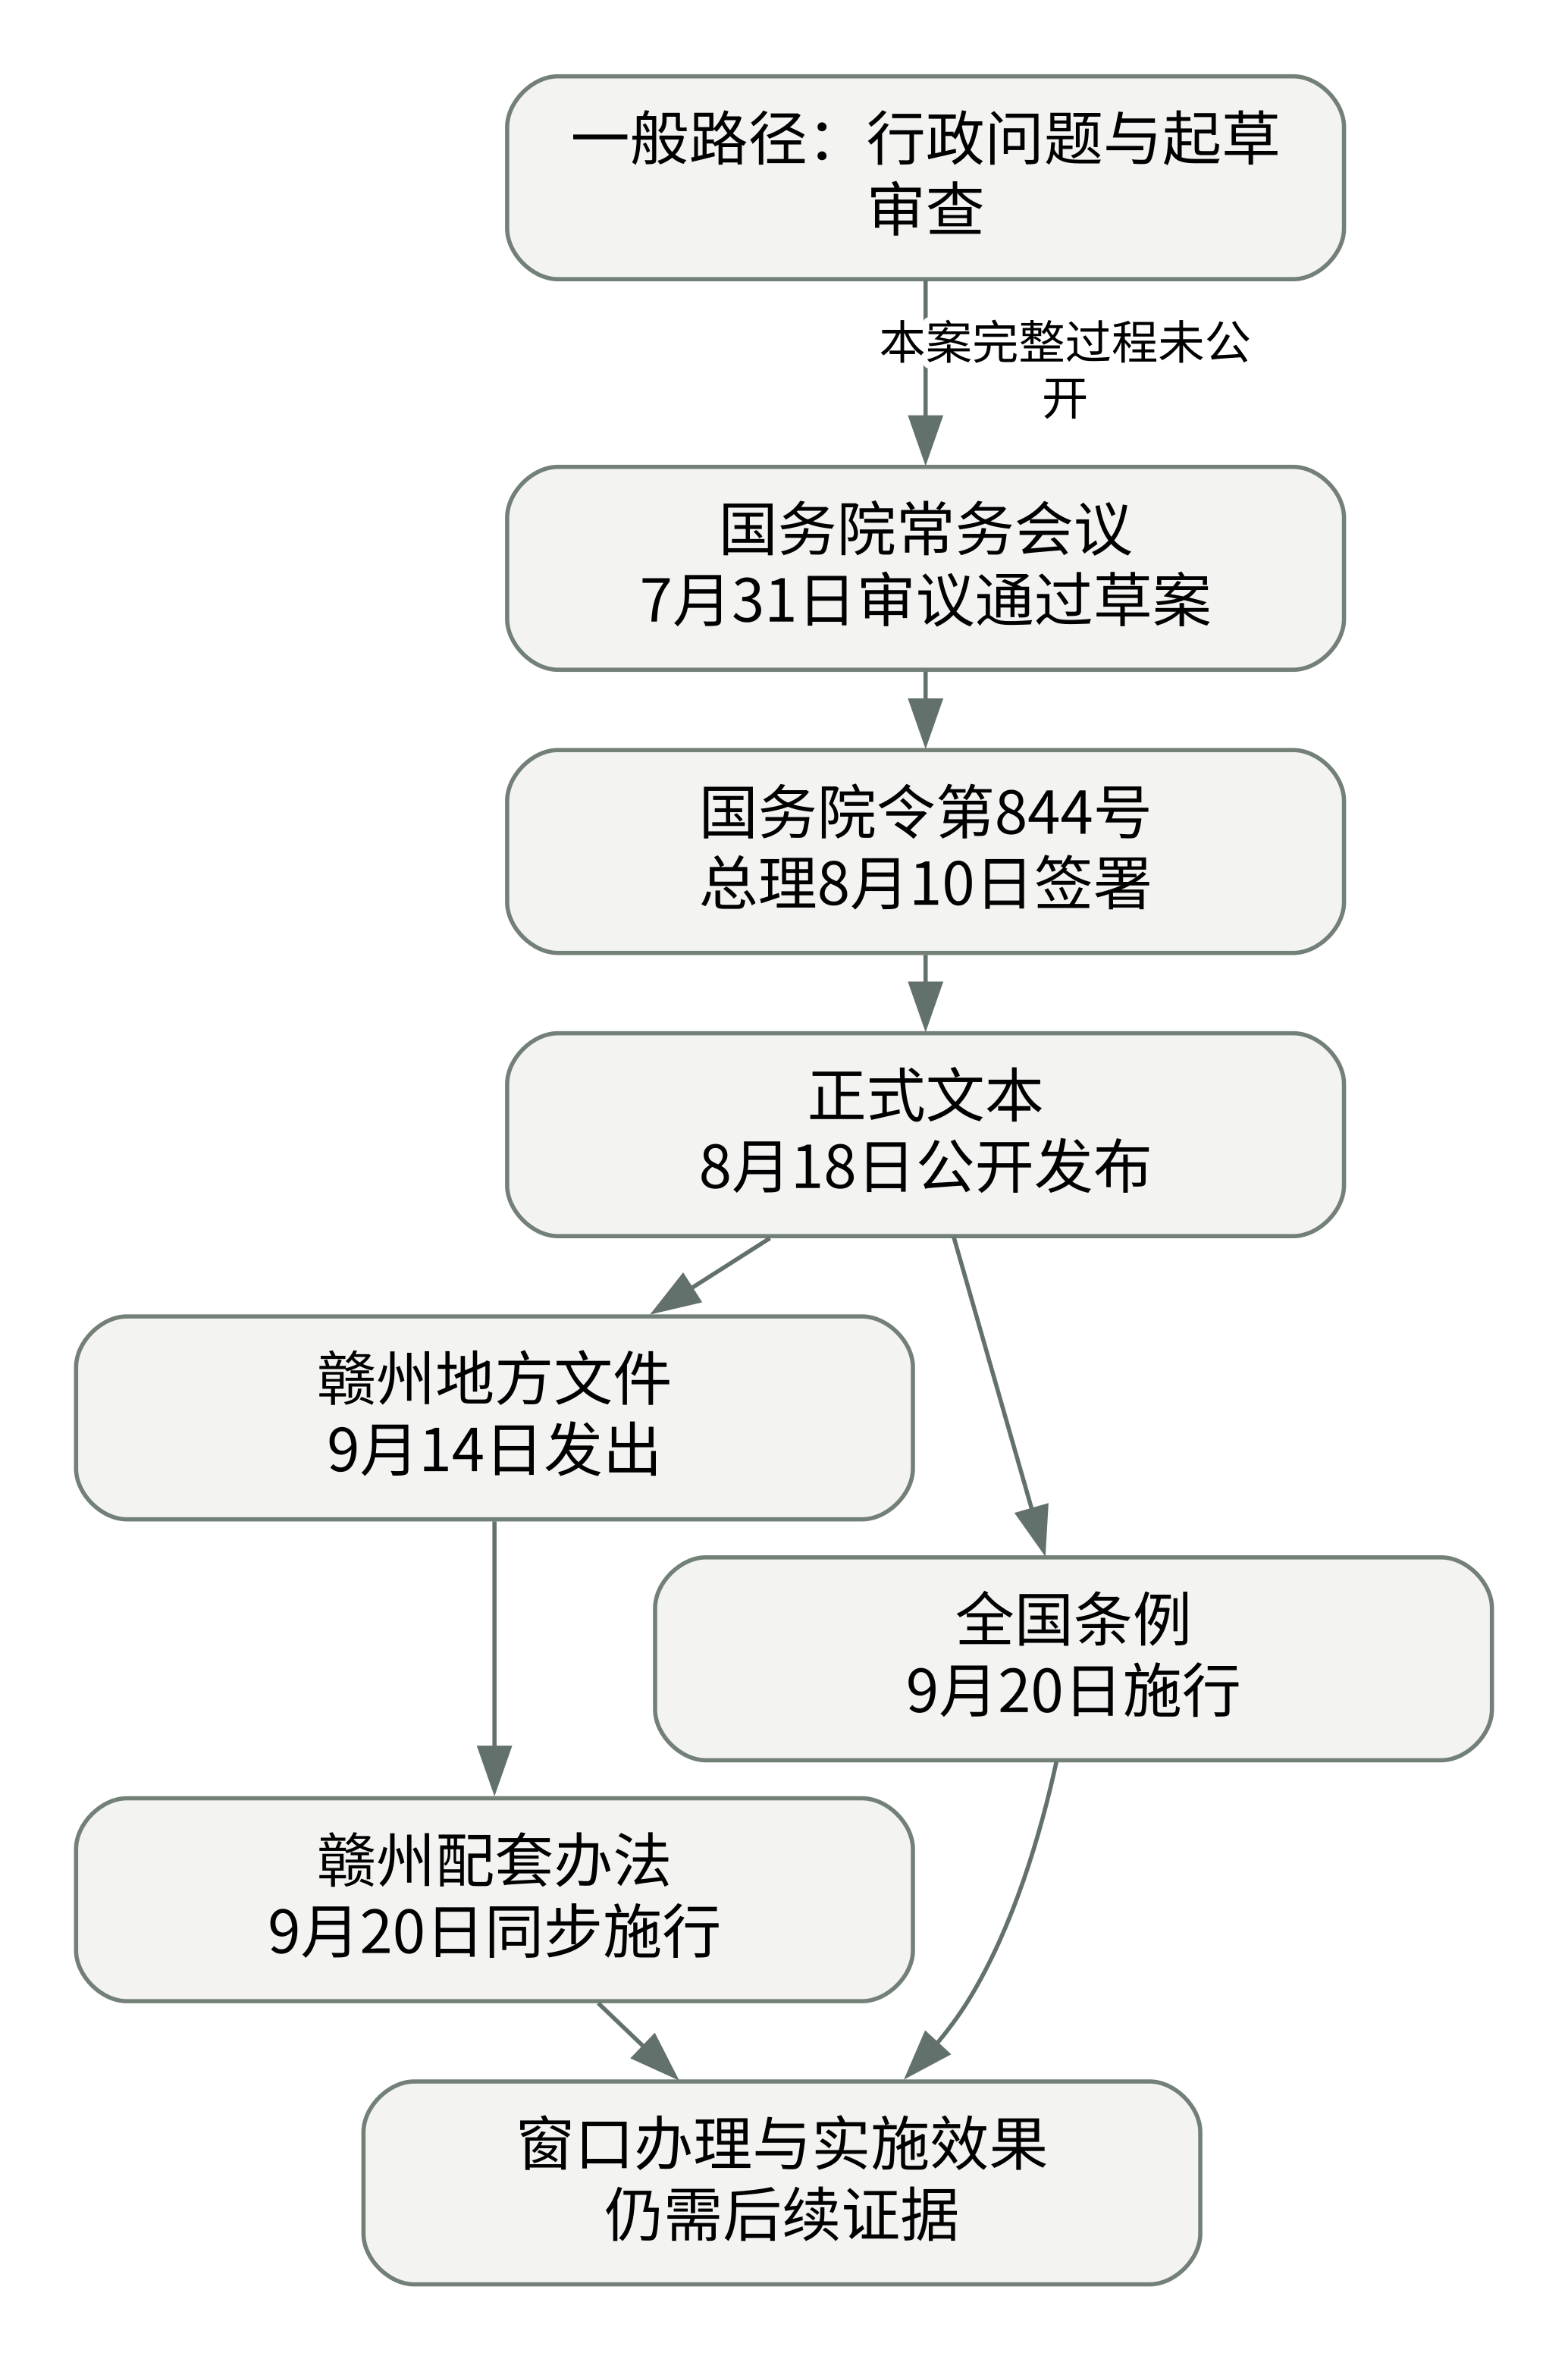 一般路径：行政问题与起草
审查
本案完整过程未公
开
国务院常务会议
7月31日审议通过草案
国务院令第844号
总理8月10日签署
正式文本
8月18日公开发布
赣州地方文件
9月14日发出
全国条例
9月20日施行
赣州配套办法
9月20日同步施行
窗口办理与实施效果
仍需后续证据